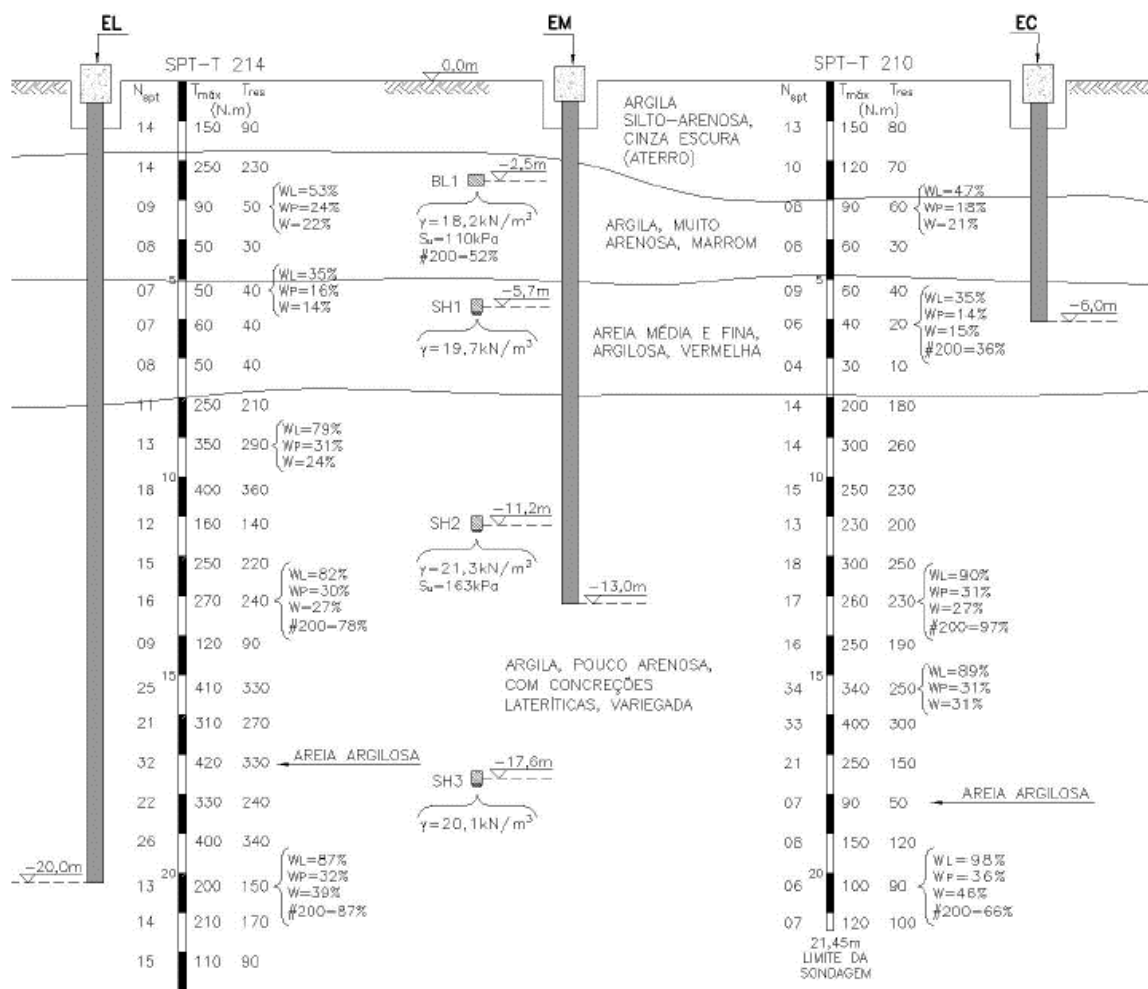 EL
EM
EC
SPT-T 214
0,0m
SPT-T 210
Nspt Tmáx Tres
(N.m)
14 150 90
14 250 230
09 90 50
WL=53%
WP=24%
W=22%
08 50 30
5
07 50 40
WL=35%
WP=16%
W=14%
07 60 40
08 50 40
11 250 210
13 350 290
WL=79%
WP=31%
W=24%
10
18 400 360
12 160 140
15 250 220
16 270 240
WL=82%
WP=30%
W=27%
#200=78%
09 120 90
15
25 410 330
21 310 270
32 420 330
AREIA ARGILOSA
22 330 240
26 400 340
20
13 200 150
WL=87%
WP=32%
W=39%
#200=87%
14 210 170
15 110 90
-20,0m
-2,5m
BL1
γ=18,2kN/m³
Su=110kPa
#200=52%
-5,7m
SH1
γ=19,7kN/m³
-11,2m
SH2
γ=21,3kN/m³
Su=163kPa
-13,0m
-17,6m
SH3
γ=20,1kN/m³
ARGILA
SILTO-ARENOSA,
CINZA ESCURA
(ATERRO)
ARGILA, MUITO
ARENOSA, MARROM
AREIA MÉDIA E FINA,
ARGILOSA, VERMELHA
ARGILA, POUCO ARENOSA,
COM CONCREÇÕES
LATERÍTICAS, VARIEGADA
Nspt Tmáx Tres
(N.m)
13 150 80
10 120 70
08 90 60
WL=47%
WP=18%
W=21%
08 60 30
5
09 60 40
06 40 20
WL=35%
WP=14%
W=15%
#200=36%
-6,0m
04 30 10
14 200 180
14 300 260
10
15 250 230
13 230 200
18 300 250
17 260 230
WL=90%
WP=31%
W=27%
#200=97%
16 250 190
15
34 340 250
WL=89%
WP=31%
W=31%
33 400 300
21 250 150
07 90 50
AREIA ARGILOSA
08 150 120
20
06 100 90
WL=98%
WP=36%
W=46%
#200=66%
07 120 100
21,45m
LIMITE DA
SONDAGEM